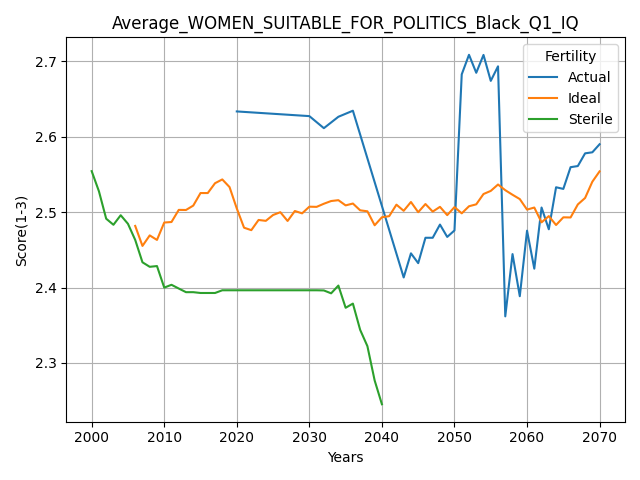 Average_WOMEN_SUITABLE_FOR_POLITICS_Black_Q1_IQ
Fertility
Actual
Ideal
Sterile
Score(1-3)
2.7
2.6
2.5
2.4
2.3
2000 2010 2020 2030 2040 2050 2060 2070
Years